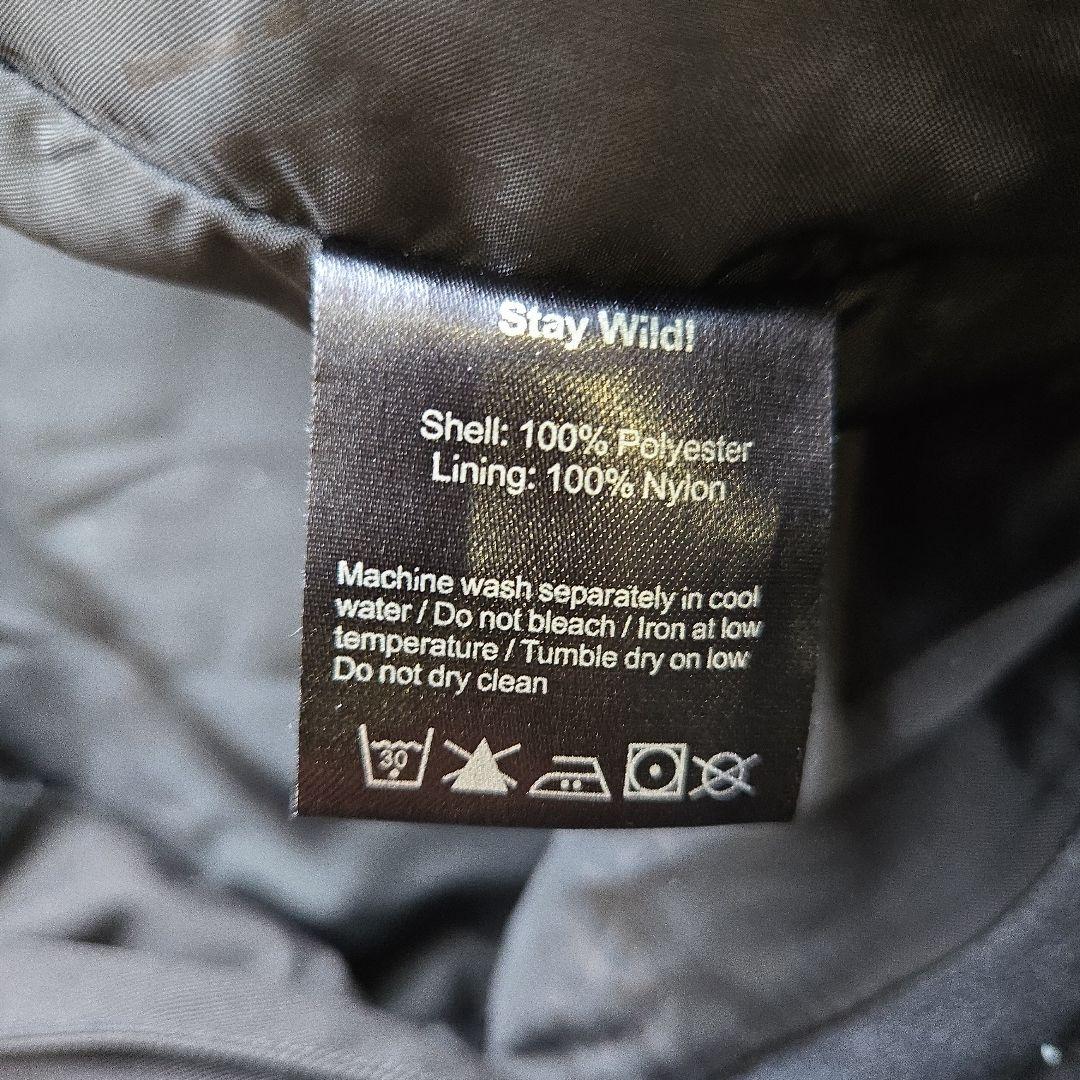 Stay Wild!
Shell: 100% Polyester
Lining: 100% Nylon
Machine wash separately in cool
water / Do not bleach / Iron at low
temperature / Tumble dry on low
Do not dry clean
30